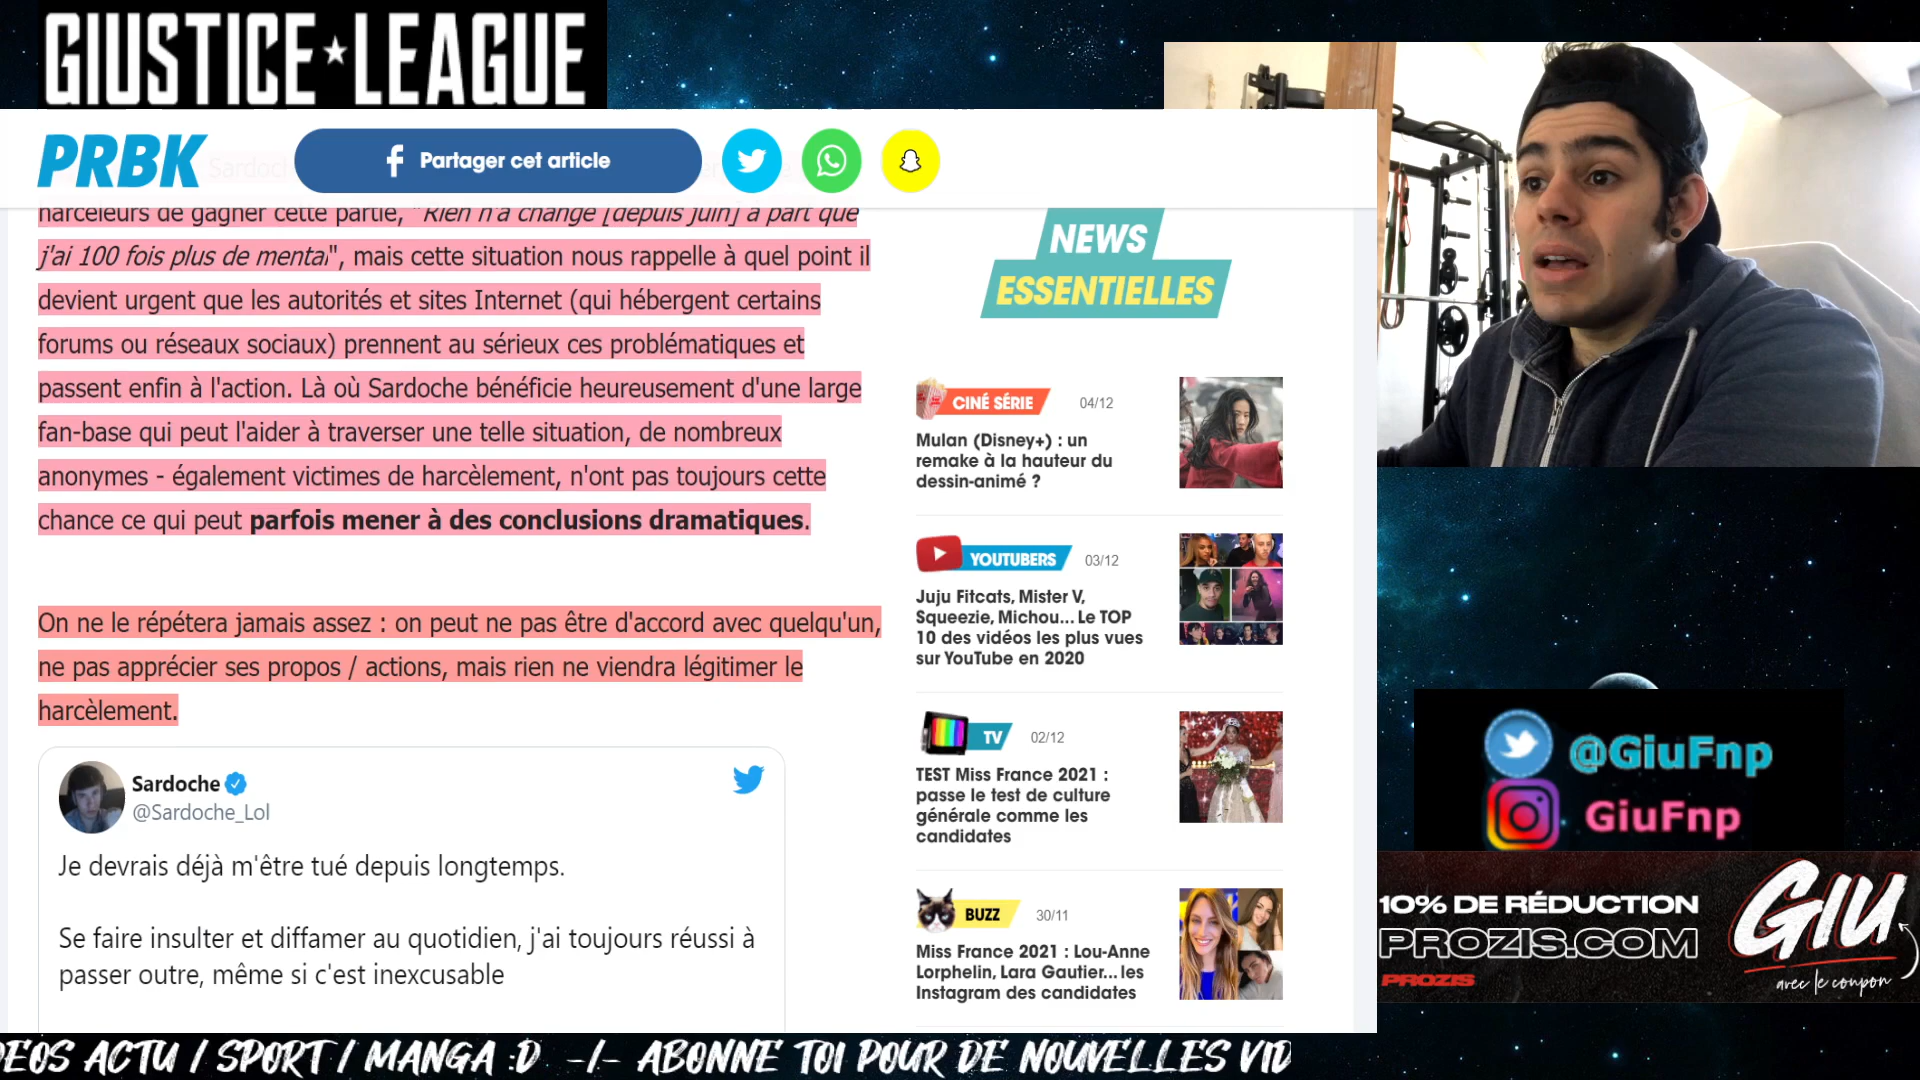 GIUSTICE★LEAGUE
PRBK
Partager cet article
harceleurs de gagner cette partie, "Rien n'a changé [depuis juin] à part que
j'ai 100 fois plus de mental", mais cette situation nous rappelle à quel point il
devient urgent que les autorités et sites Internet (qui hébergent certains
forums ou réseaux sociaux) prennent au sérieux ces problématiques et
passent enfin à l'action. Là où Sardoche bénéficie heureusement d'une large
fan-base qui peut l'aider à traverser une telle situation, de nombreux
anonymes - également victimes de harcèlement, n'ont pas toujours cette
chance ce qui peut parfois mener à des conclusions dramatiques.
On ne le répétera jamais assez : on peut ne pas être d'accord avec quelqu'un,
ne pas apprécier ses propos / actions, mais rien ne viendra légitimer le
harcèlement.
Sardoche
@Sardoche_Lol
Je devrais déjà m'être tué depuis longtemps.
Se faire insulter et diffamer au quotidien, j'ai toujours réussi à
passer outre, même si c'est inexcusable
NEWS
ESSENTIELLES
CINÉ SÉRIE 04/12
Mulan (Disney+) : un
remake à la hauteur du
dessin-animé ?
YOUTUBERS 03/12
Juju Fitcats, Mister V,
Squeezie, Michou... Le TOP
10 des vidéos les plus vues
sur YouTube en 2020
TV 02/12
TEST Miss France 2021 :
passe le test de culture
générale comme les
candidates
BUZZ 30/11
Miss France 2021 : Lou-Anne
Lorphelin, Lara Gautier... les
Instagram des candidates
@GiuFnp
GiuFnp
10% DE RÉDUCTION
PROZIS.COM
PROZIS
GIU
avec le coupon
DEOS ACTU / SPORT / MANGA :D -/- ABONNE TOI POUR DE NOUVELLES VID